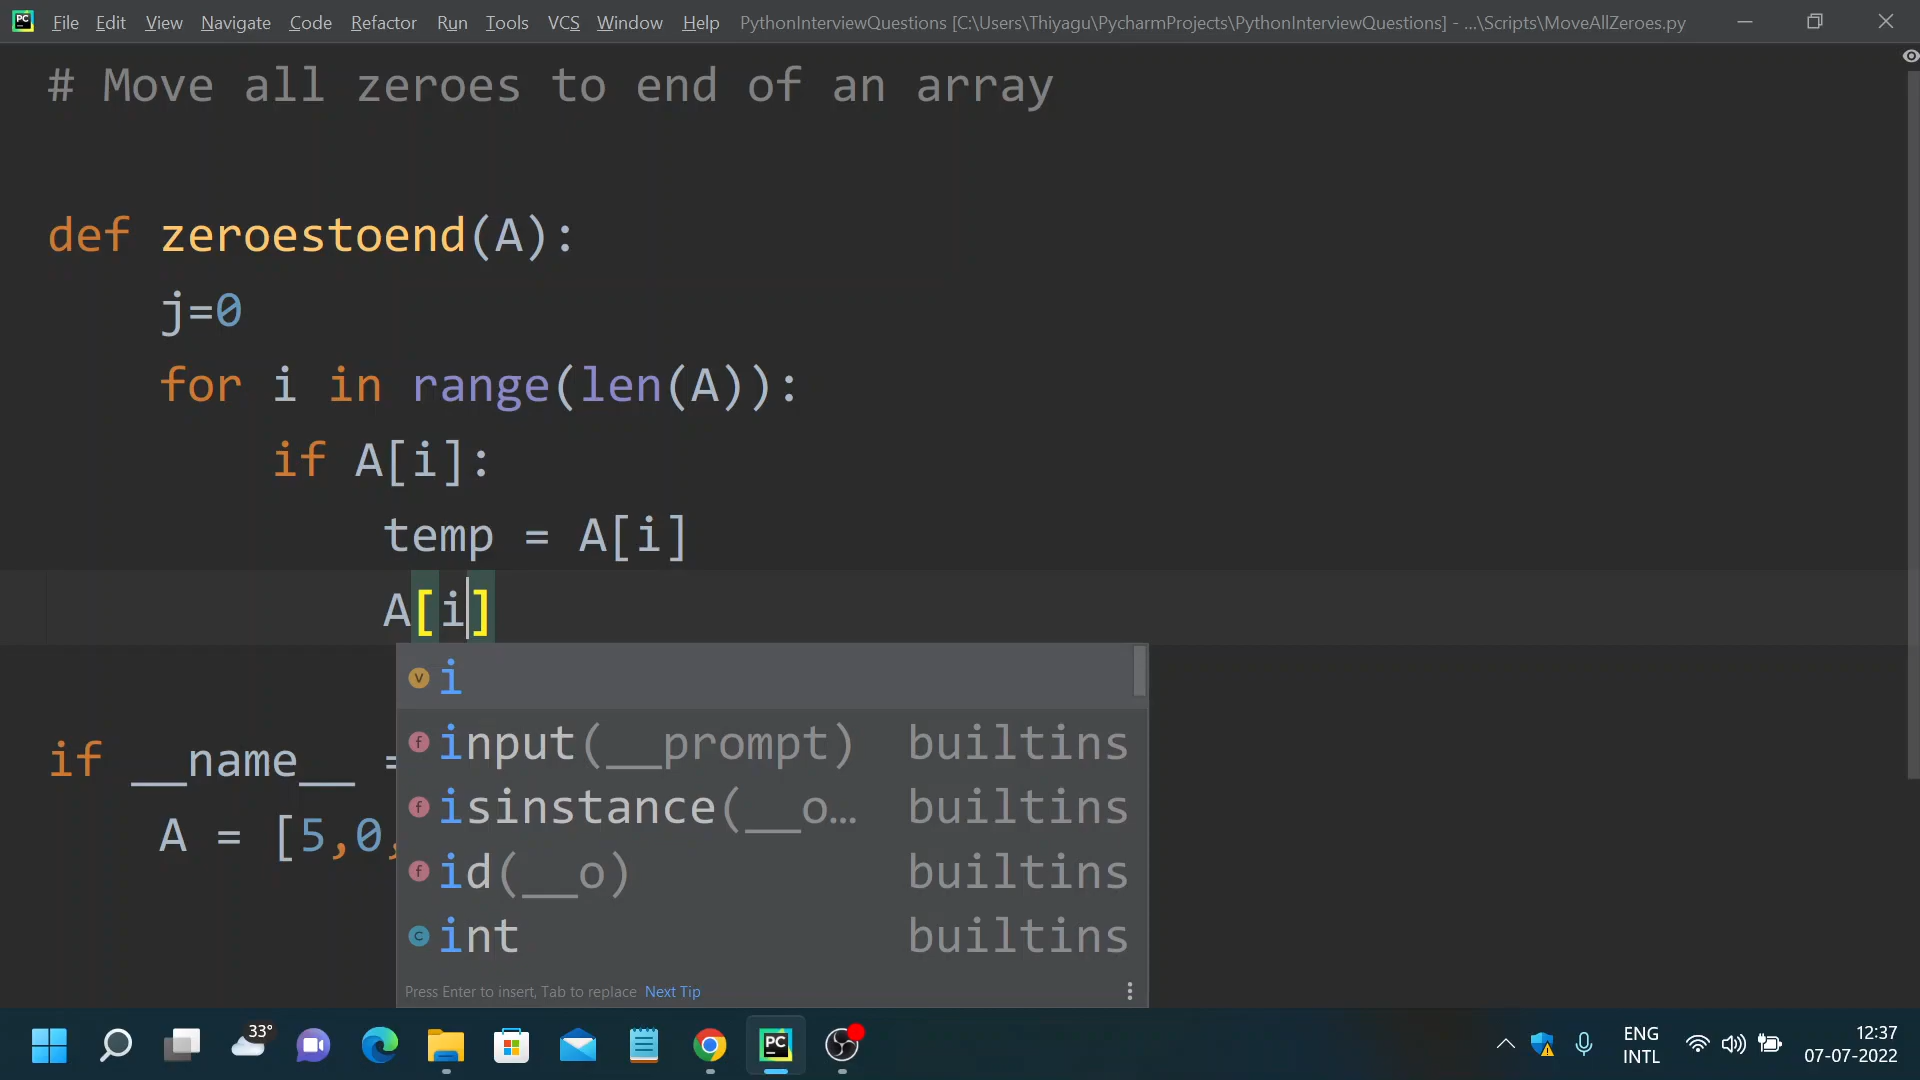 PC File Edit View Navigate Code Refactor Run Tools VCS Window Help PythonInterviewQuestions [C:\Users\Thiyagu\PycharmProjects\PythonInterviewQuestions] - ...\Scripts\MoveAllZeroes.py
# Move all zeroes to end of an array
def zeroestoend(A):
j=0
for i in range(len(A)):
if A[i]:
temp = A[i]
A[i]
v i
f input(__prompt) builtins
f isinstance(__o… builtins
f id(__o) builtins
c int builtins
Press Enter to insert, Tab to replace Next Tip
if __name__ =
A = [5,0,
33°
PC
ENG
INTL
12:37
07-07-2022